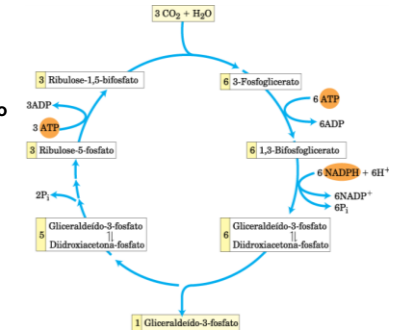 3 CO₂ + H₂O
3 Ribulose-1,5-bifosfato
6 3-Fosfoglicerato
3ADP
6 ATP
o
3 ATP
6ADP
3 Ribulose-5-fosfato
6 1,3-Bifosfoglicerato
6 NADPH + 6H⁺
2Pᵢ
6NADP⁺
6Pᵢ
5 Gliceraldeído-3-fosfato
⇅
Diidroxiacetona-fosfato
6 Gliceraldeído-3-fosfato
⇅
Diidroxiacetona-fosfato
1 Gliceraldeído-3-fosfato